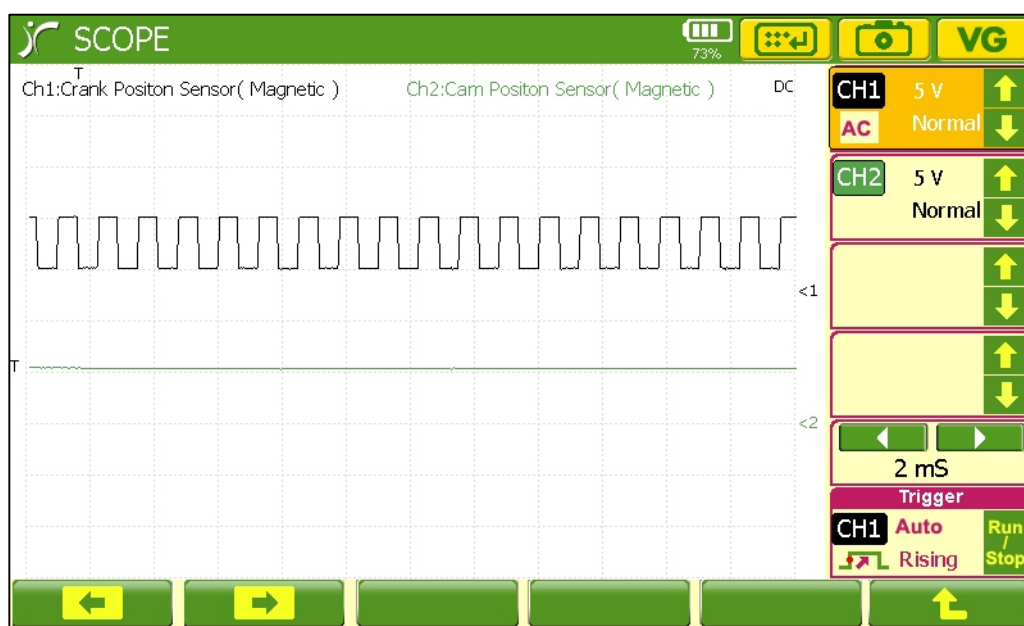 SCOPE
73%
VG
T
Ch1:Crank Positon Sensor( Magnetic )
Ch2:Cam Positon Sensor( Magnetic )
DC
CH1
5 V
AC
Normal
CH2
5 V
Normal
<1
T
<2
2 mS
Trigger
CH1
Auto
Rising
Run
/
Stop